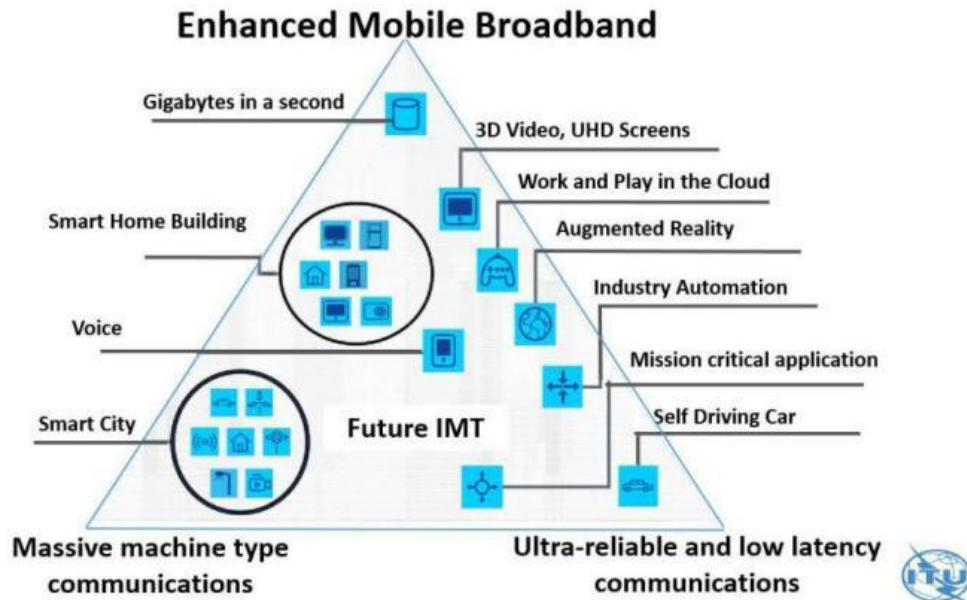 Enhanced Mobile Broadband
Gigabytes in a second
3D Video, UHD Screens
Work and Play in the Cloud
Smart Home Building
Augmented Reality
Industry Automation
Voice
Mission critical application
Smart City
Future IMT
Self Driving Car
Massive machine type
communications
Ultra-reliable and low latency
communications
ITU